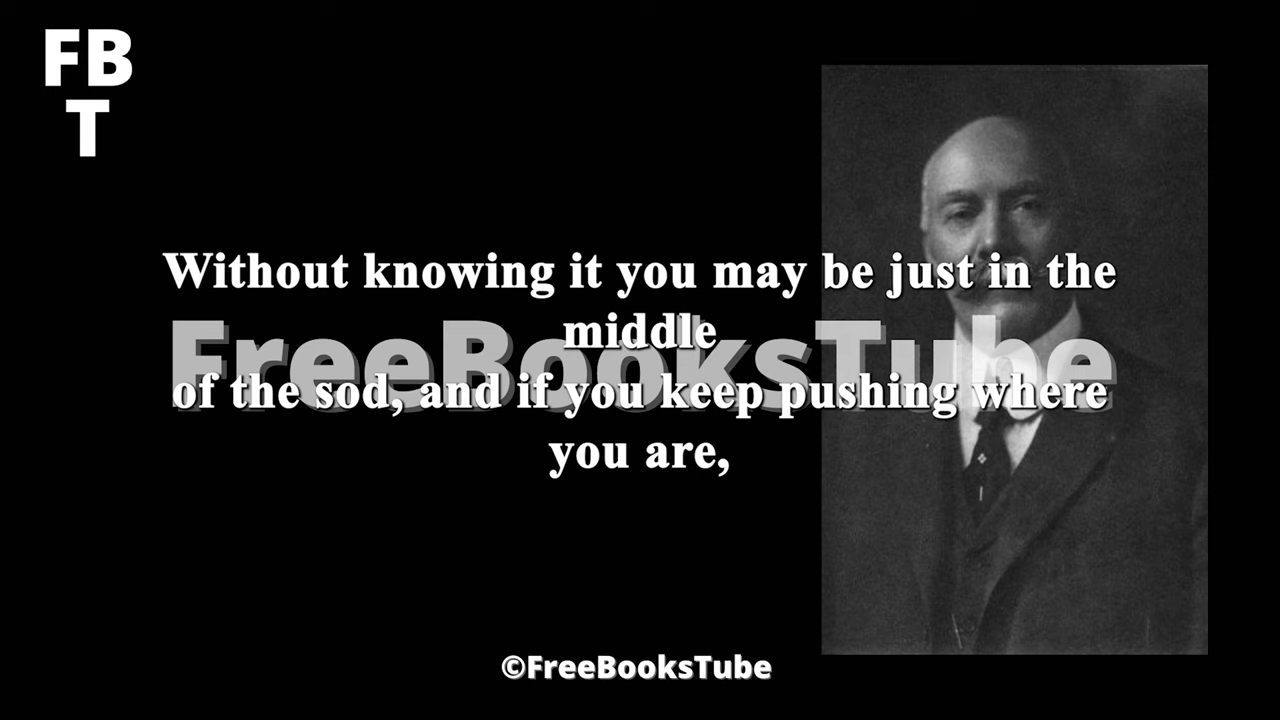 FB
T
Without knowing it you may be just in the
middle
FreeBooksTube
of the sod, and if you keep pushing where
you are,
©FreeBooksTube